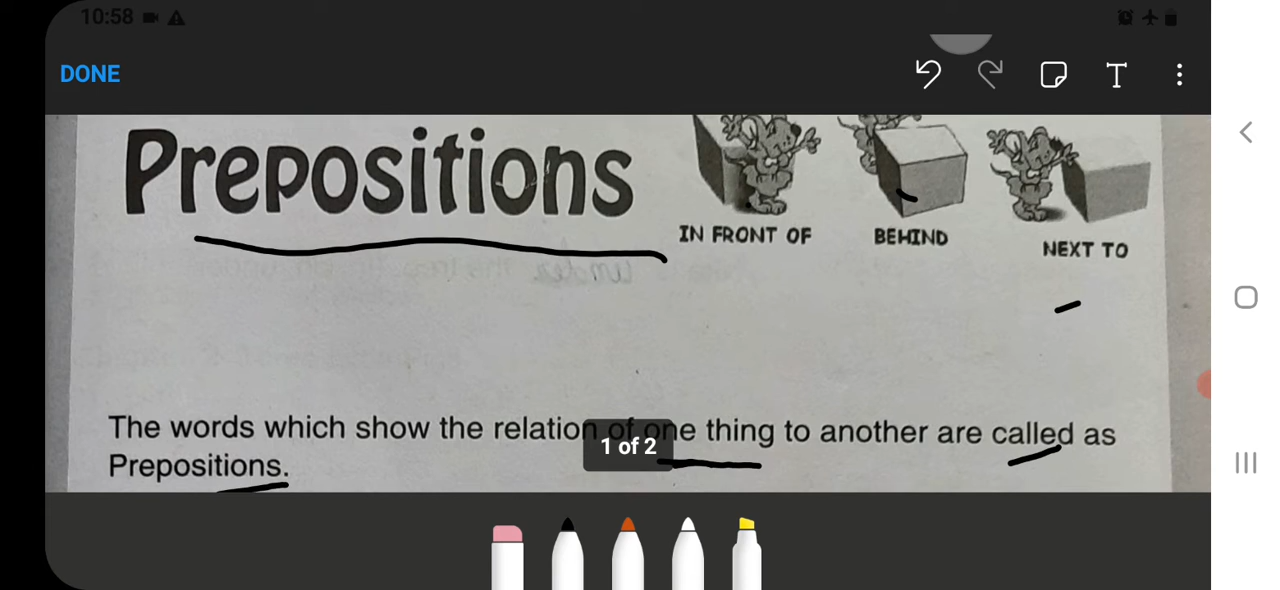 10:58
DONE
T
Prepositions
IN FRONT OF
BEHIND
NEXT TO
under
The words which show the relation of one thing to another are called as
1 of 2
Prepositions.